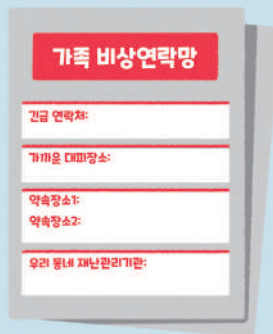 가족 비상연락망
긴급 연락처:
가까운 대피장소:
약속장소1:
약속장소2:
우리 동네 재난관리기관: